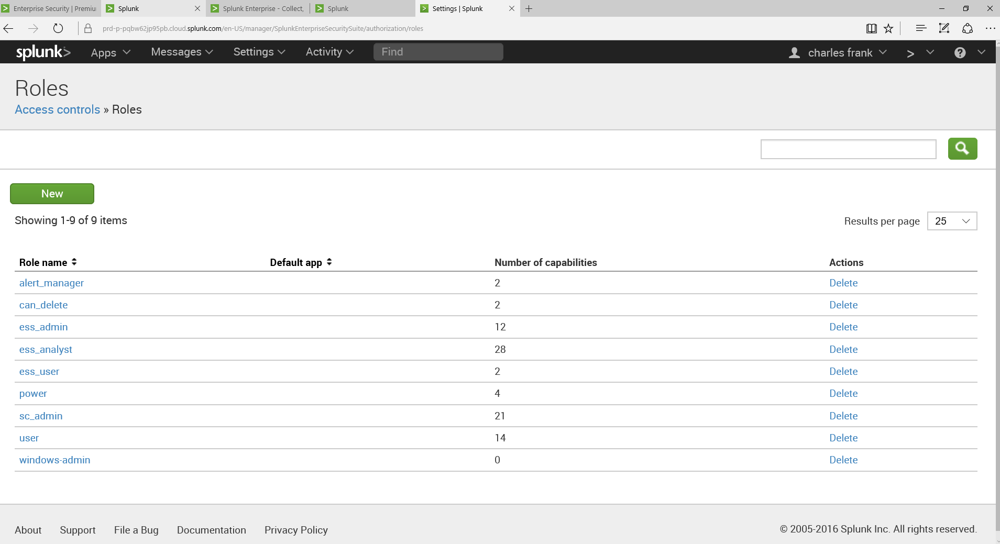 Enterprise Security | Premiu
Splunk
Splunk Enterprise - Collect,
Splunk
Settings | Splunk
prd-p-pqbw62jp95pb.cloud.splunk.com/en-US/manager/SplunkEnterpriseSecuritySuite/authorization/roles
splunk> Apps Messages Settings Activity Find charles frank > ?
Roles
Access controls » Roles
New
Showing 1-9 of 9 items
Results per page 25
Role name Default app Number of capabilities Actions
alert_manager 2 Delete
can_delete 2 Delete
ess_admin 12 Delete
ess_analyst 28 Delete
ess_user 2 Delete
power 4 Delete
sc_admin 21 Delete
user 14 Delete
windows-admin 0 Delete
About Support File a Bug Documentation Privacy Policy © 2005-2016 Splunk Inc. All rights reserved.